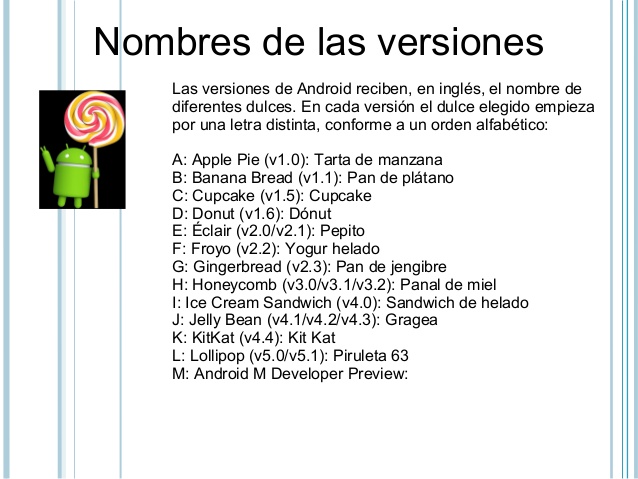 Nombres de las versiones
Las versiones de Android reciben, en inglés, el nombre de
diferentes dulces. En cada versión el dulce elegido empieza
por una letra distinta, conforme a un orden alfabético:
A: Apple Pie (v1.0): Tarta de manzana
B: Banana Bread (v1.1): Pan de plátano
C: Cupcake (v1.5): Cupcake
D: Donut (v1.6): Dónut
E: Éclair (v2.0/v2.1): Pepito
F: Froyo (v2.2): Yogur helado
G: Gingerbread (v2.3): Pan de jengibre
H: Honeycomb (v3.0/v3.1/v3.2): Panal de miel
I: Ice Cream Sandwich (v4.0): Sandwich de helado
J: Jelly Bean (v4.1/v4.2/v4.3): Gragea
K: KitKat (v4.4): Kit Kat
L: Lollipop (v5.0/v5.1): Piruleta 63
M: Android M Developer Preview: